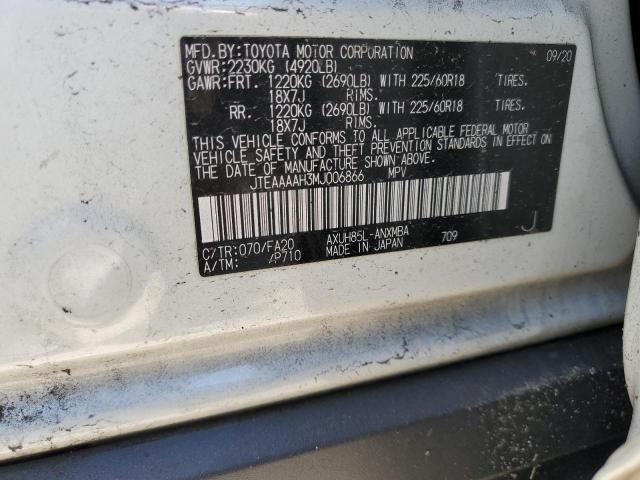 MFD.BY:TOYOTA MOTOR CORPORATION 09/20
GVWR:2230KG (4920LB)
GAWR:FRT. 1220KG (2690LB) WITH 225/60R18 TIRES.
18X7J RIMS.
RR. 1220KG (2690LB) WITH 225/60R18 TIRES.
18X7J RIMS.
THIS VEHICLE CONFORMS TO ALL APPLICABLE FEDERAL MOTOR
VEHICLE SAFETY AND THEFT PREVENTION STANDARDS IN EFFECT ON
THE DATE OF MANUFACTURE SHOWN ABOVE.
JTEAAAAH3MJ006866 MPV
C/TR:070/FA20 AXUH85L-ANXMBA 709 J
A/TM: /P710 MADE IN JAPAN